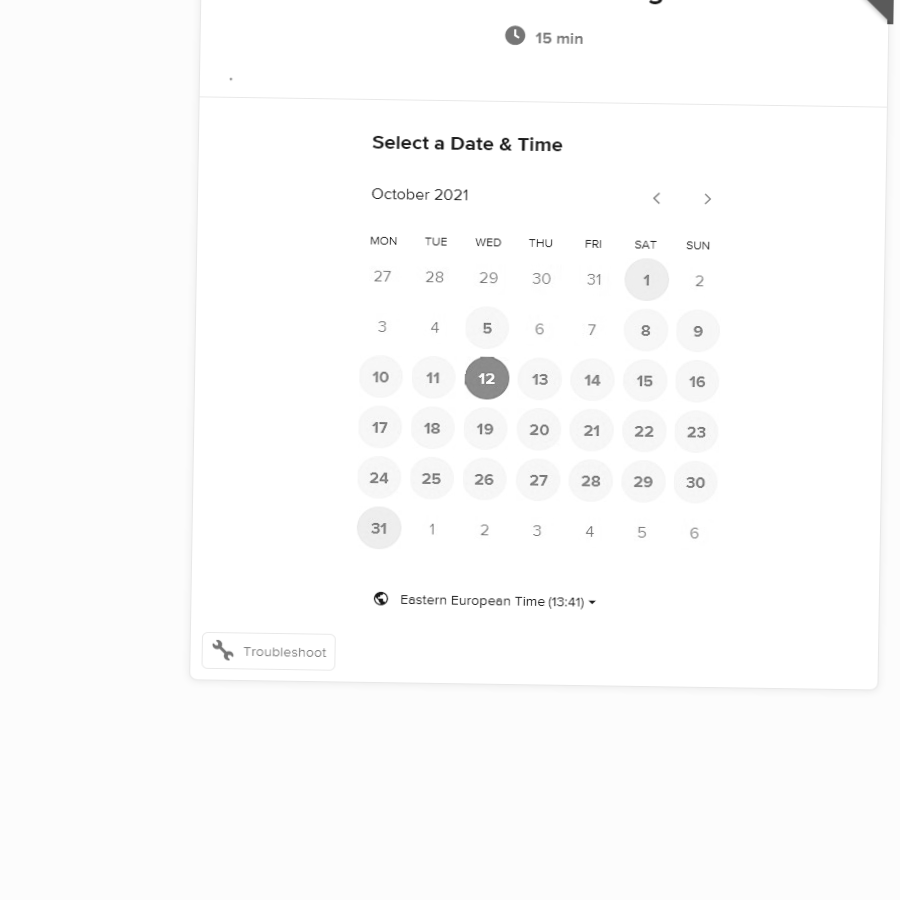 15 min
Select a Date & Time
October 2021
MON TUE WED THU FRI SAT SUN
27 28 29 30 31 1 2
3 4 5 6 7 8 9
10 11 12 13 14 15 16
17 18 19 20 21 22 23
24 25 26 27 28 29 30
31 1 2 3 4 5 6
Eastern European Time (13:41)
Troubleshoot